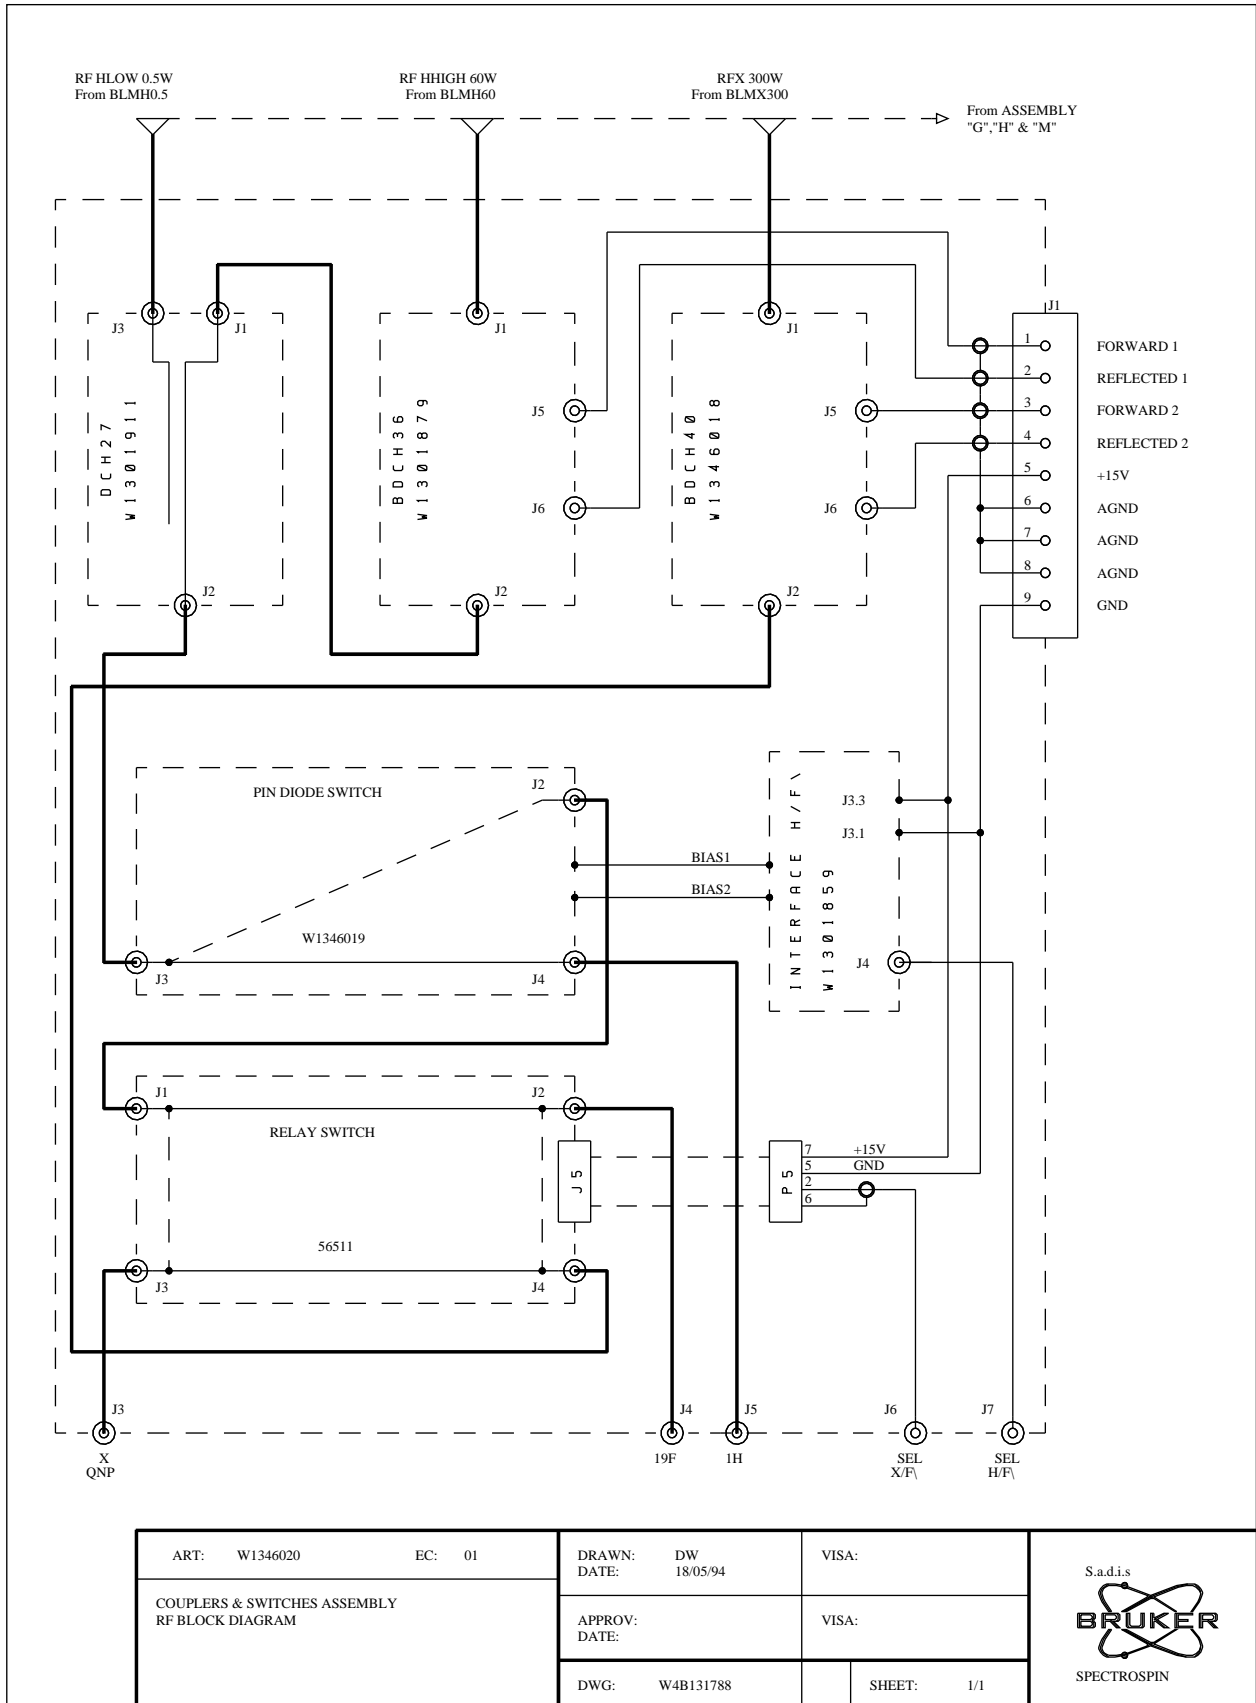 RF HLOW 0.5W
From BLMH0.5
RF HHIGH 60W
From BLMH60
RFX 300W
From BLMX300
From ASSEMBLY
"G","H" & "M"
J3
J1
DCH27
W1301911
J2
J1
BDCH36
W1301879
J5
J6
J2
J1
BDCH40
W1346018
J5
J6
J2
J1
1 FORWARD 1
2 REFLECTED 1
3 FORWARD 2
4 REFLECTED 2
5 +15V
6 AGND
7 AGND
8 AGND
9 GND
PIN DIODE SWITCH
J2
W1346019
J3
J4
BIAS1
BIAS2
INTERFACE H/F\
W1301859
J3.3
J3.1
J4
J1
J2
RELAY SWITCH
56511
J3
J4
J5
P5
7 +15V
5 GND
2
6
J3
X
QNP
J4
19F
J5
1H
J6
SEL
X/F\
J7
SEL
H/F\
ART: W1346020 EC: 01
COUPLERS & SWITCHES ASSEMBLY
RF BLOCK DIAGRAM
DRAWN: DW
DATE: 18/05/94
VISA:
APPROV:
DATE:
VISA:
DWG: W4B131788
SHEET: 1/1
S.a.d.i.s
BRUKER
SPECTROSPIN